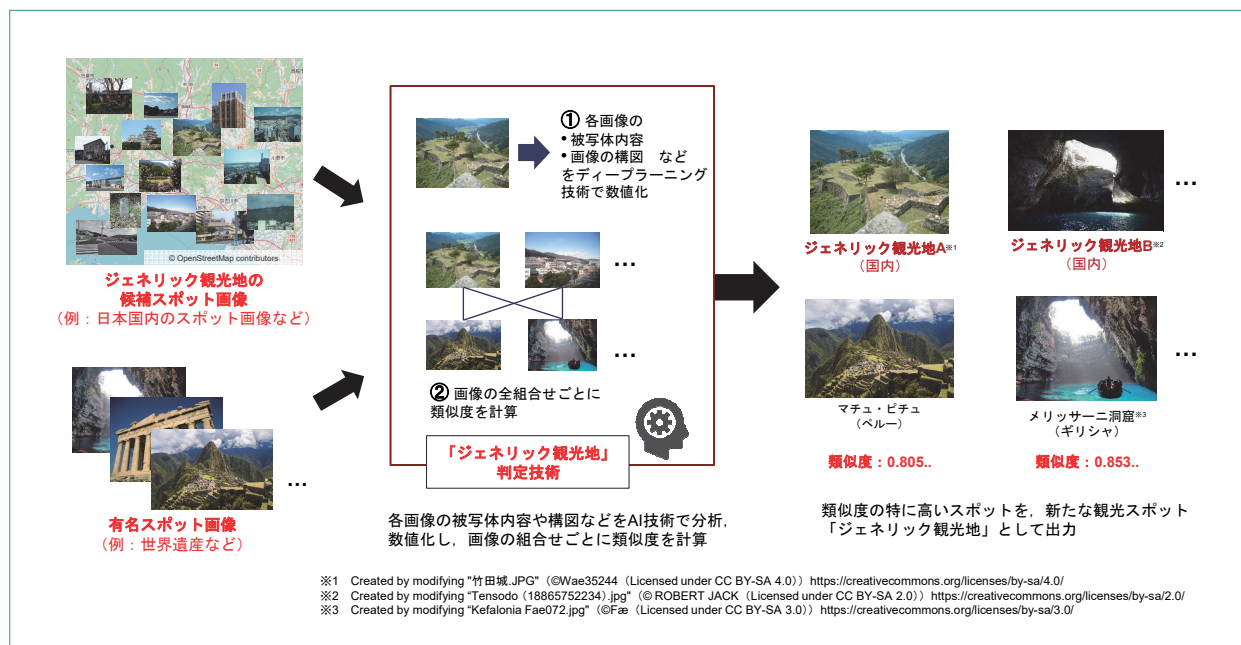 © OpenStreetMap contributors
ジェネリック観光地の
候補スポット画像
（例：日本国内のスポット画像など）
有名スポット画像
（例：世界遺産など）
...
① 各画像の
• 被写体内容
• 画像の構図　など
をディープラーニング
技術で数値化
...
...
② 画像の全組合せごとに
類似度を計算
「ジェネリック観光地」
判定技術
各画像の被写体内容や構図などをAI技術で分析，
数値化し，画像の組合せごとに類似度を計算
ジェネリック観光地A※1
（国内）
ジェネリック観光地B※2
（国内）
...
マチュ・ピチュ
（ペルー）
メリッサーニ洞窟※3
（ギリシャ）
...
類似度：0.805..
類似度：0.853..
類似度の特に高いスポットを，新たな観光スポット
「ジェネリック観光地」として出力
※1　Created by modifying "竹田城.JPG"（©Wae35244（Licensed under CC BY-SA 4.0））https://creativecommons.org/licenses/by-sa/4.0/
※2　Created by modifying “Tensodo（18865752234）.jpg”（© ROBERT JACK（Licensed under CC BY-SA 2.0））https://creativecommons.org/licenses/by-sa/2.0/
※3　Created by modifying “Kefalonia Fae072.jpg”（©Fæ（Licensed under CC BY-SA 3.0））https://creativecommons.org/licenses/by-sa/3.0/